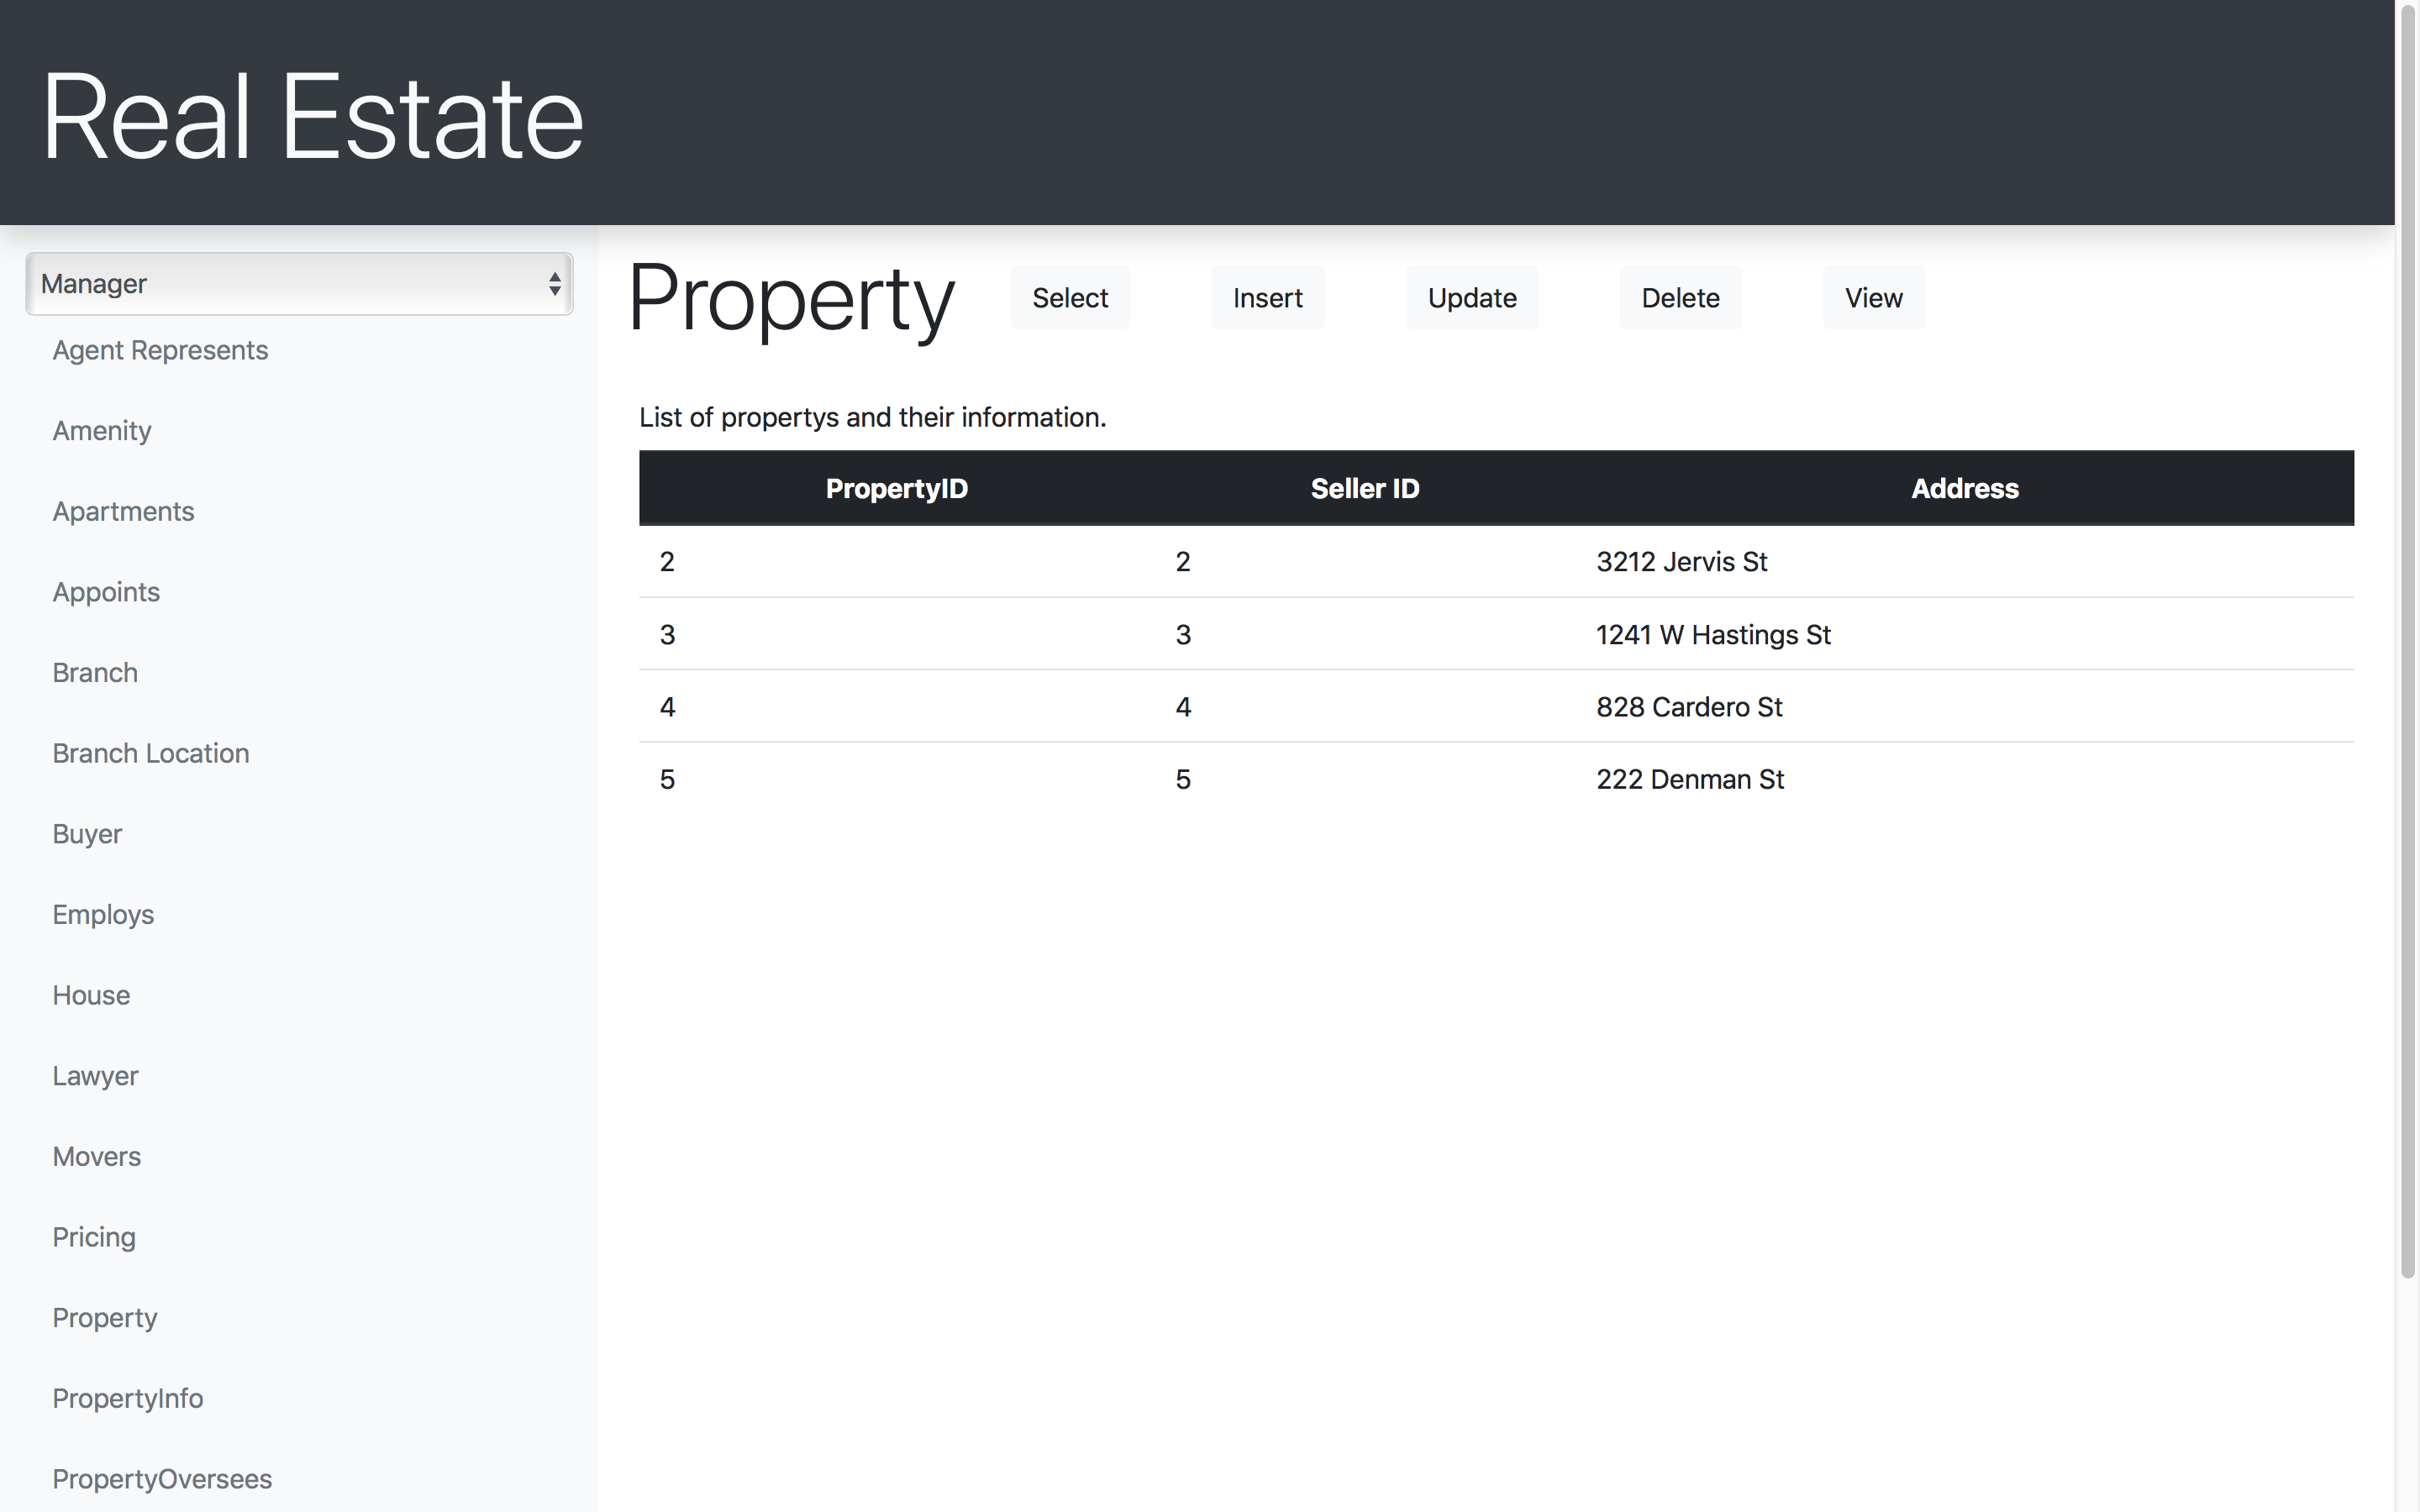 Real Estate
Manager
Agent Represents
Amenity
Apartments
Appoints
Branch
Branch Location
Buyer
Employs
House
Lawyer
Movers
Pricing
Property
PropertyInfo
PropertyOversees
Property Select Insert Update Delete View
List of propertys and their information.
PropertyID Seller ID Address
2 2 3212 Jervis St
3 3 1241 W Hastings St
4 4 828 Cardero St
5 5 222 Denman St